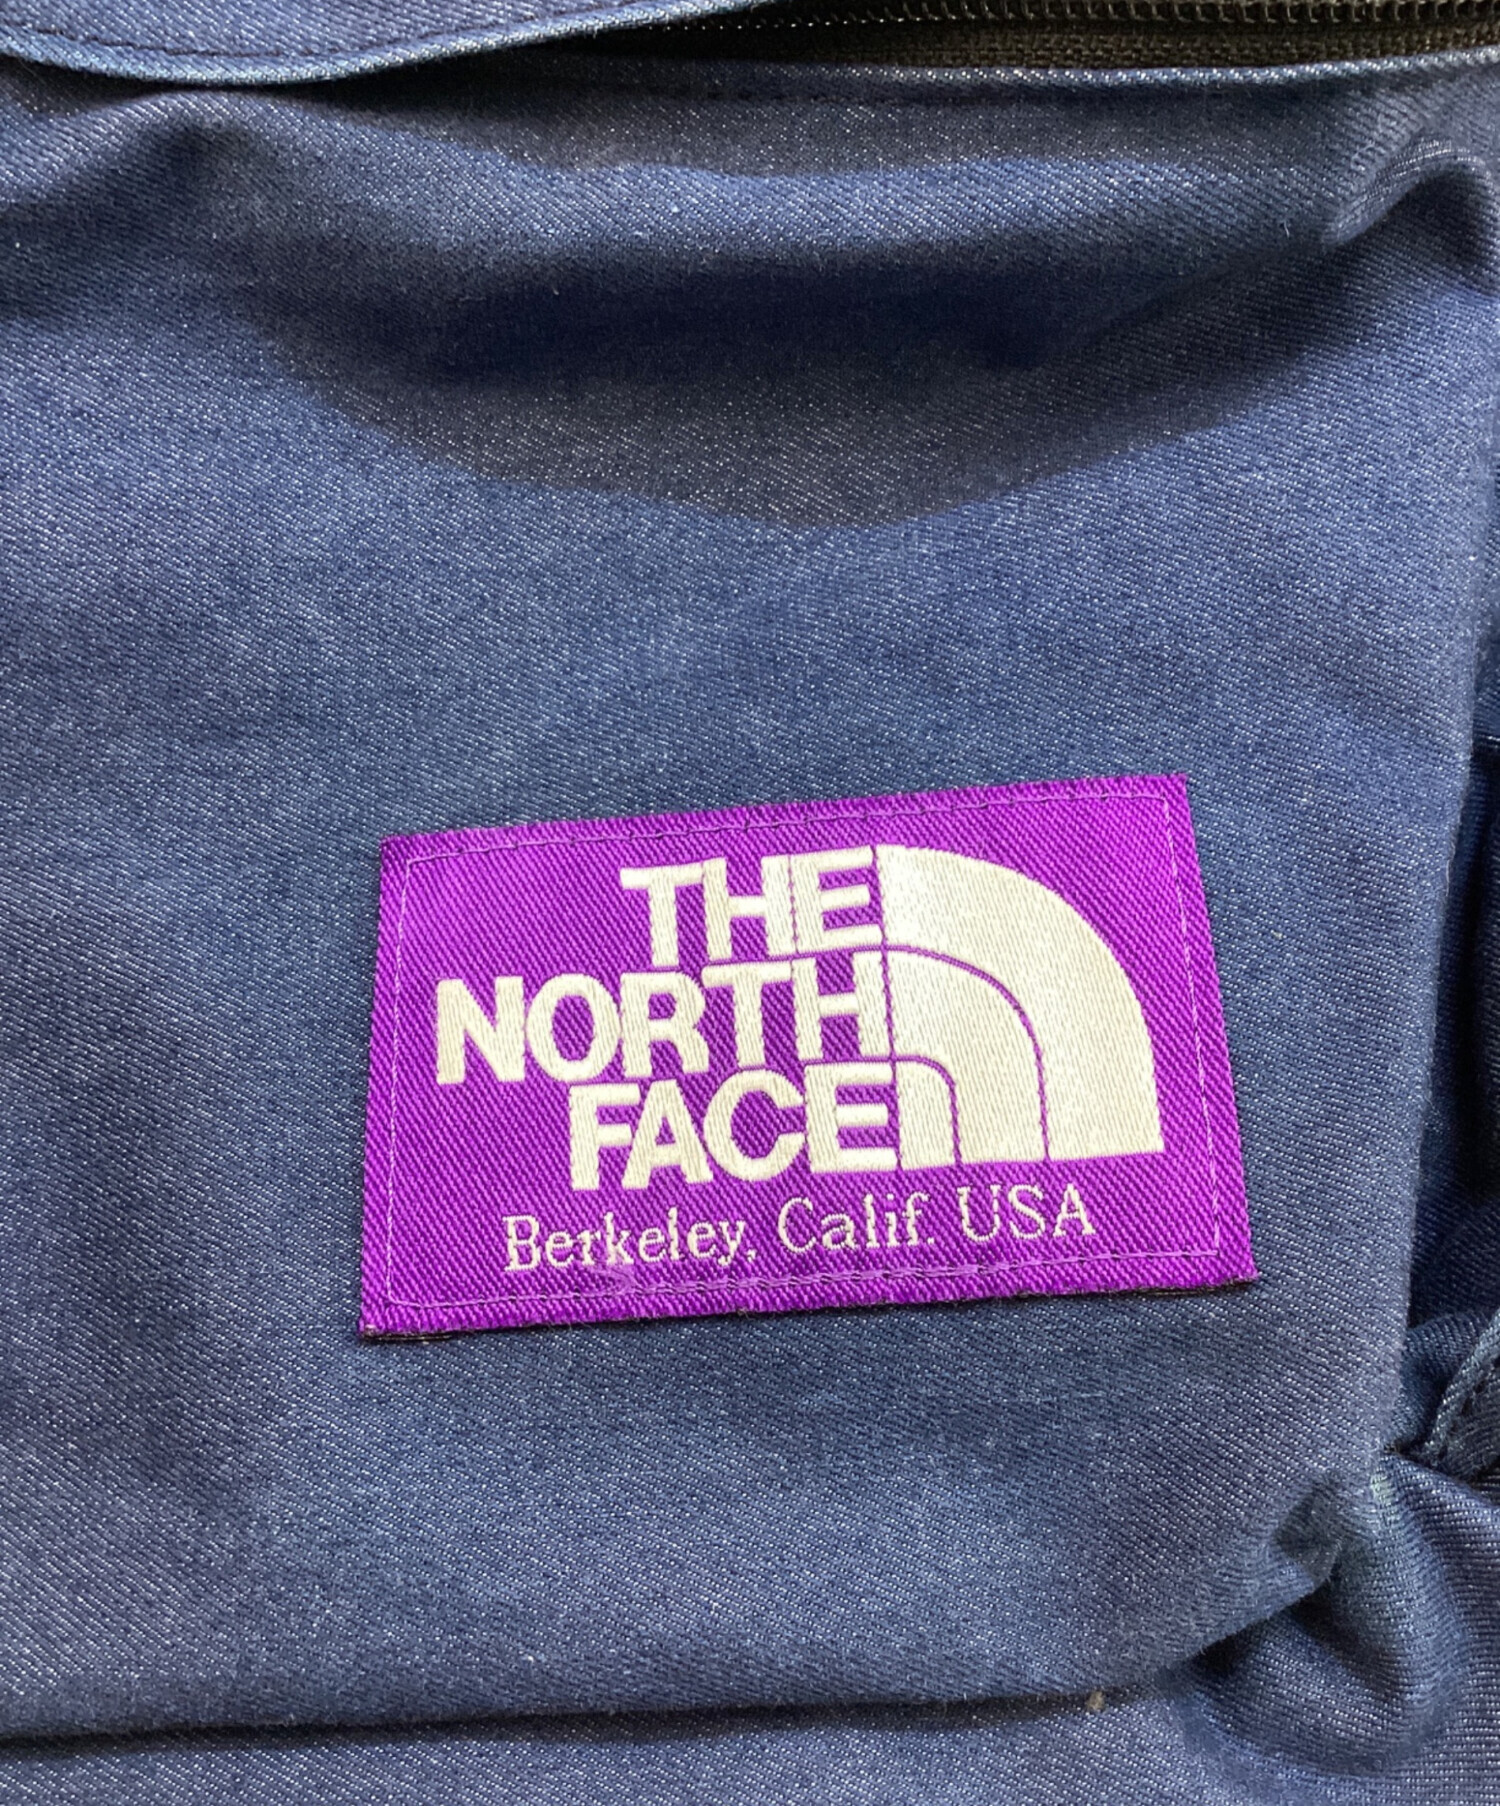 THE
NORTH
FACE
Berkeley, Calif. USA